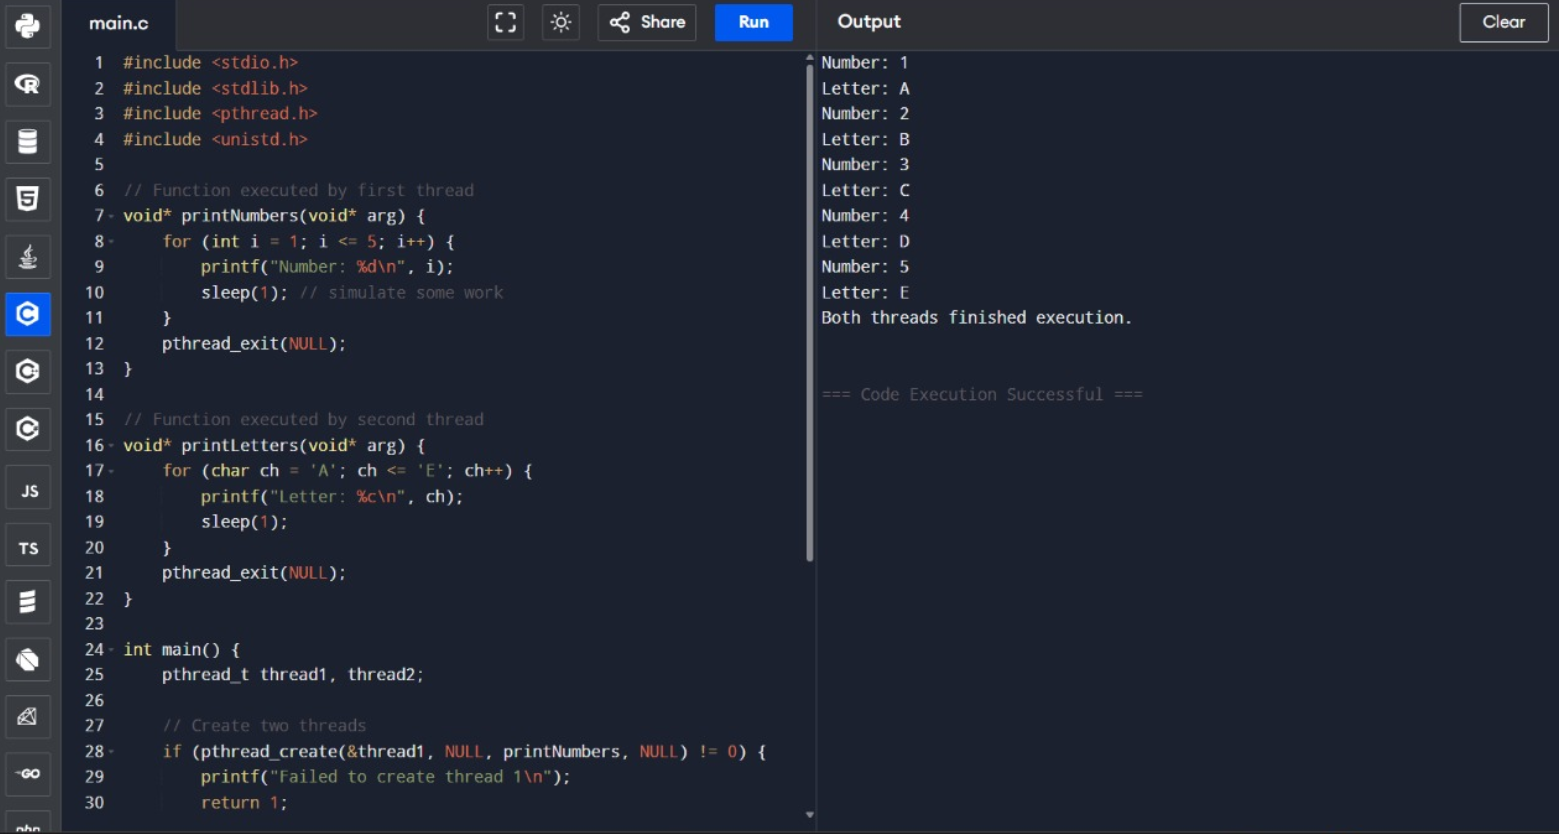 main.c
Share
Run
Output
Clear
1 #include <stdio.h>
2 #include <stdlib.h>
3 #include <pthread.h>
4 #include <unistd.h>
5
6 // Function executed by first thread
7 void* printNumbers(void* arg) {
8     for (int i = 1; i <= 5; i++) {
9         printf("Number: %d\n", i);
10         sleep(1); // simulate some work
11     }
12     pthread_exit(NULL);
13 }
14
15 // Function executed by second thread
16 void* printLetters(void* arg) {
17     for (char ch = 'A'; ch <= 'E'; ch++) {
18         printf("Letter: %c\n", ch);
19         sleep(1);
20     }
21     pthread_exit(NULL);
22 }
23
24 int main() {
25     pthread_t thread1, thread2;
26
27     // Create two threads
28     if (pthread_create(&thread1, NULL, printNumbers, NULL) != 0) {
29         printf("Failed to create thread 1\n");
30         return 1;
Number: 1
Letter: A
Number: 2
Letter: B
Number: 3
Letter: C
Number: 4
Letter: D
Number: 5
Letter: E
Both threads finished execution.
=== Code Execution Successful ===
R
5
C
C
C
JS
TS
GO
php